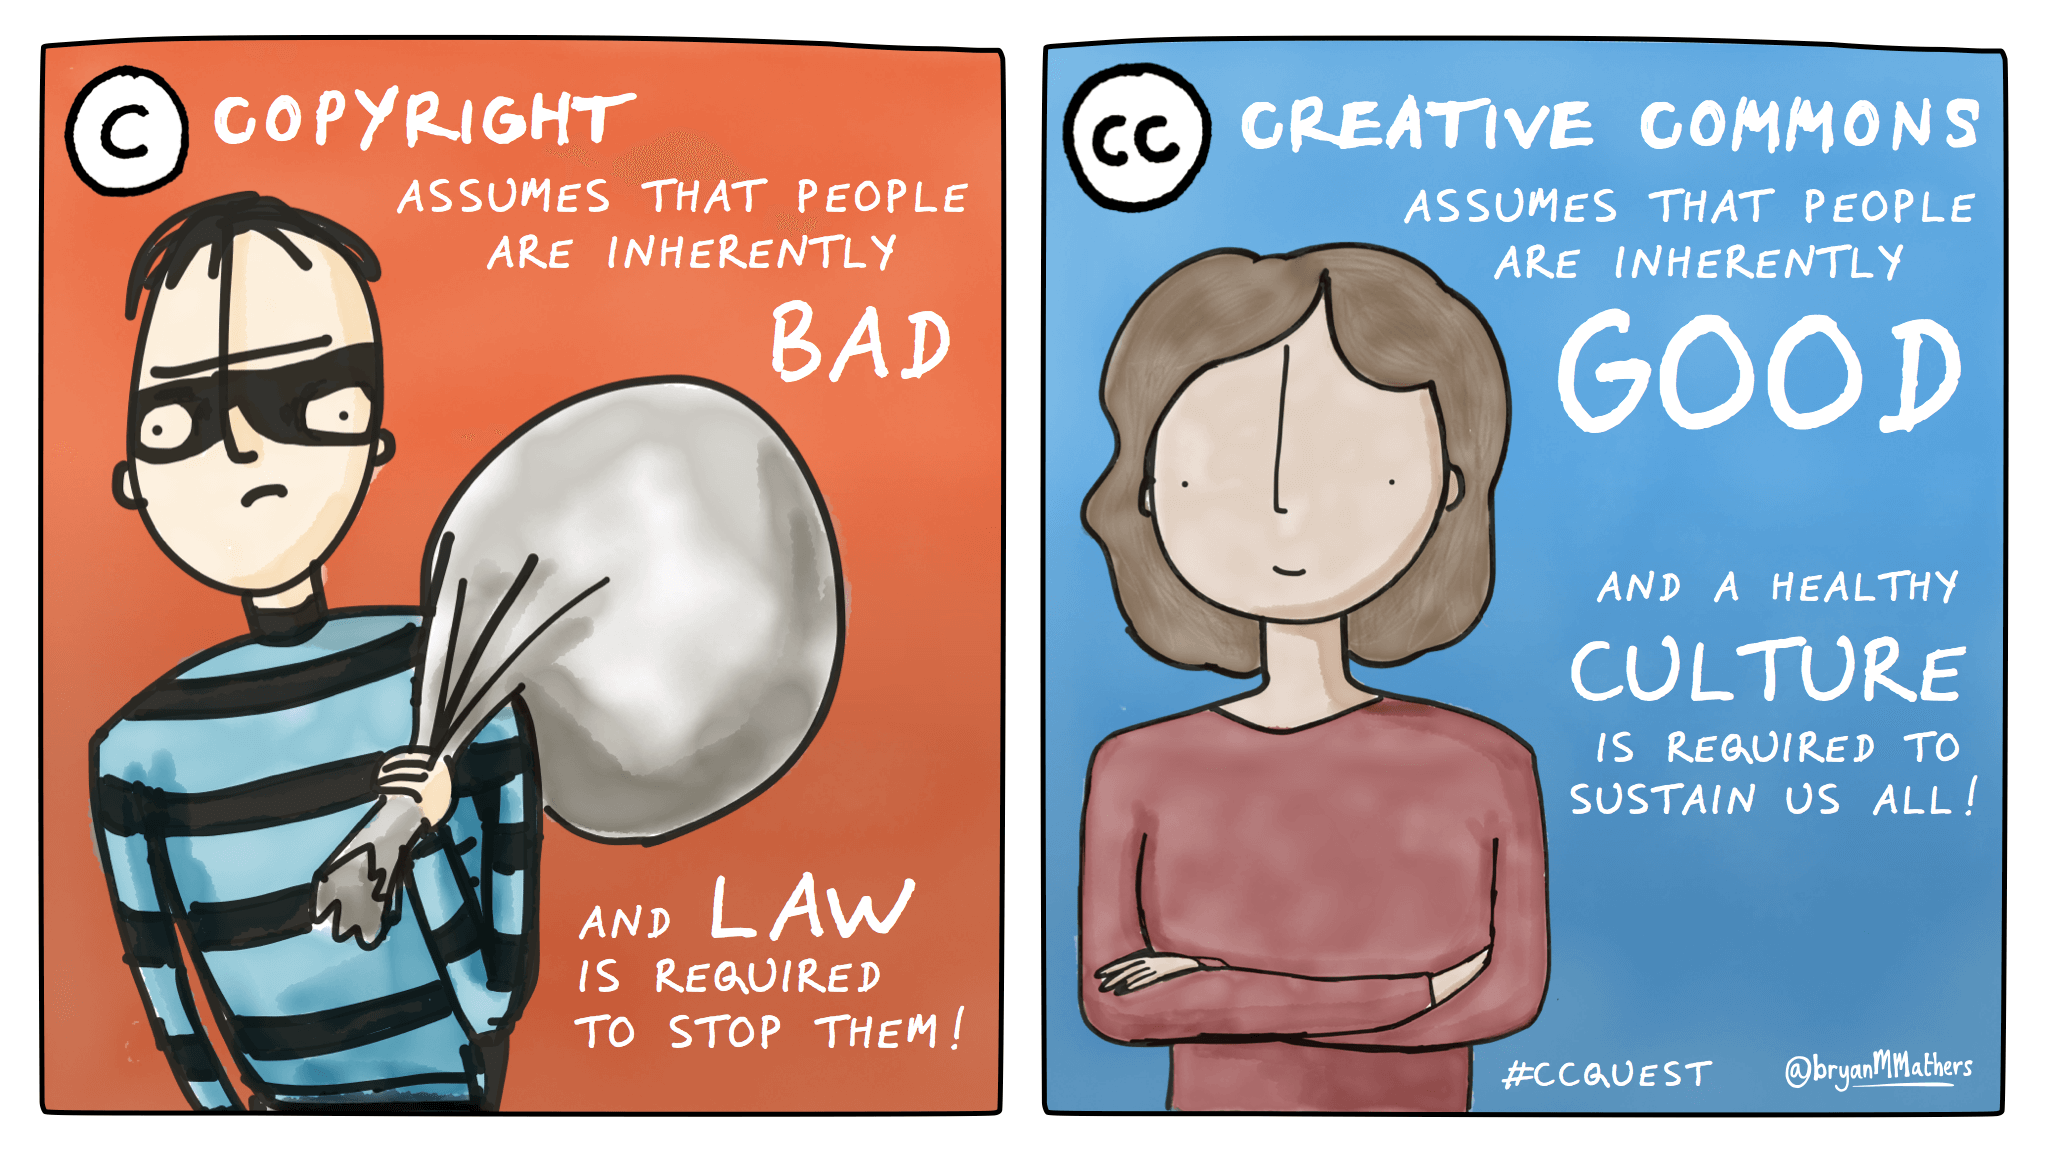 C COPYRIGHT
ASSUMES THAT PEOPLE
ARE INHERENTLY
BAD
AND LAW
IS REQUIRED
TO STOP THEM!
CC CREATIVE COMMONS
ASSUMES THAT PEOPLE
ARE INHERENTLY
GOOD
AND A HEALTHY
CULTURE
IS REQUIRED TO
SUSTAIN US ALL!
#CCQUEST @bryanMMathers